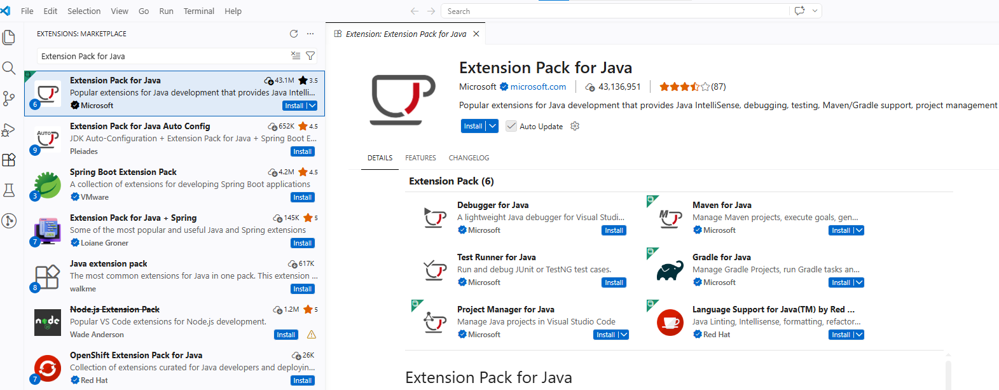 File Edit Selection View Go Run Terminal Help
Search
EXTENSIONS: MARKETPLACE
Extension Pack for Java
Extension Pack for Java 43.1M 3.5
Popular extensions for Java development that provides Java Intelli...
6
Microsoft Install
Extension Pack for Java Auto Config 652K 4.5
AUTO
JDK Auto-Configuration + Extension Pack for Java + Spring Boot E...
9
Pleiades Install
Spring Boot Extension Pack 4.2M 4.5
A collection of extensions for developing Spring Boot applications
3
VMware Install
Extension Pack for Java + Spring 145K 5
Some of the most popular and useful Java and Spring extensions
7
Loiane Groner Install
Java extension pack 617K
The most common extensions for Java in one pack. This extension ...
8
walkme Install
Node.js Extension Pack 1.2M 5
node
Popular VS Code extensions for Node.js development.
Wade Anderson Install
OpenShift Extension Pack for Java 26K
Collection of extensions curated for Java developers and deployin...
7
Red Hat Install
Extension: Extension Pack for Java
Extension Pack for Java
Microsoft microsoft.com 43,136,951 (87)
Popular extensions for Java development that provides Java IntelliSense, debugging, testing, Maven/Gradle support, project management
Install Auto Update
DETAILS FEATURES CHANGELOG
Extension Pack (6)
Debugger for Java
A lightweight Java debugger for Visual Studi...
Microsoft Install
M
Maven for Java
Manage Maven projects, execute goals, gen...
Microsoft Install
Test Runner for Java
Run and debug JUnit or TestNG test cases.
Microsoft Install
Gradle for Java
Manage Gradle Projects, run Gradle tasks an...
Microsoft Install
Project Manager for Java
Manage Java projects in Visual Studio Code
Microsoft Install
Language Support for Java(TM) by Red ...
Java Linting, Intellisense, formatting, refactor...
Red Hat Install
Extension Pack for Java